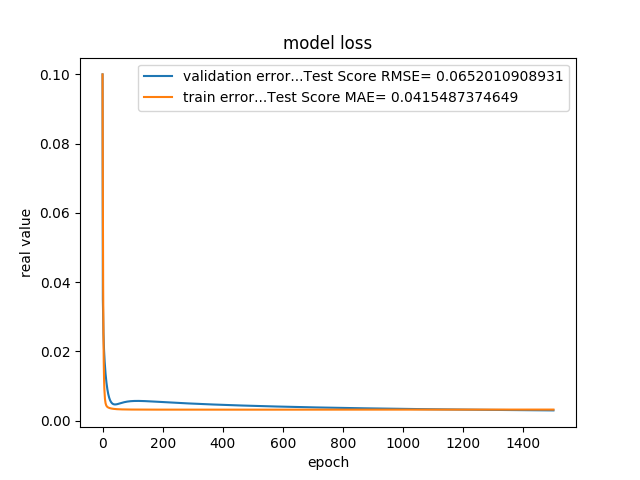 model loss
validation error...Test Score RMSE= 0.0652010908931
train error...Test Score MAE= 0.0415487374649
0.10
0.08
0.06
0.04
0.02
0.00
real value
0 200 400 600 800 1000 1200 1400
epoch